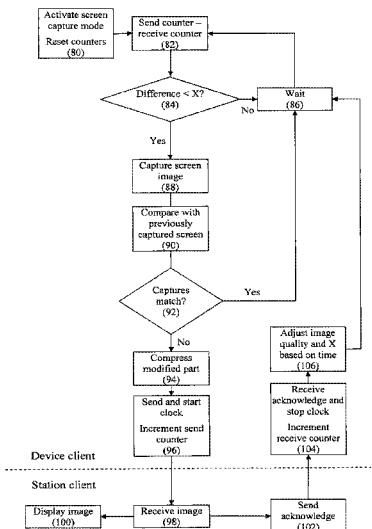 Activate screen
capture mode
Reset counters
(80)
Send counter –
receive counter
(82)
Difference < X?
(84)
No
Wait
(86)
Yes
Capture screen
image
(88)
Compare with
previously
captured screen
(90)
Captures
match?
(92)
Yes
No
Compress
modified part
(94)
Adjust image
quality and X
based on time
(106)
Send and start
clock
Increment send
counter
(96)
Receive
acknowledge and
stop clock
Increment
receive counter
(104)
Device client
Station client
Display image
(100)
Receive image
(98)
Send
acknowledge
(102)